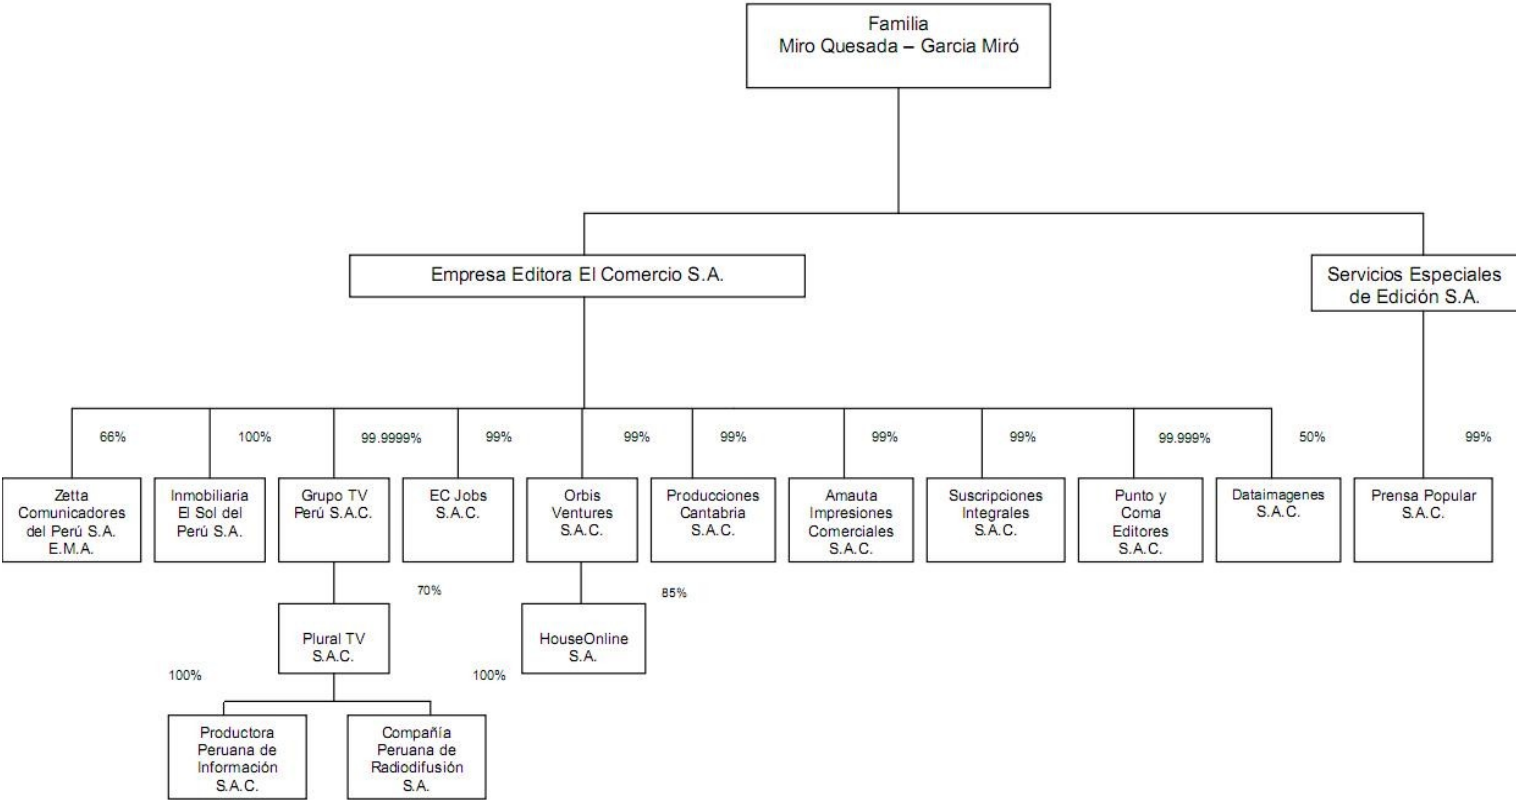 Familia
Miro Quesada – Garcia Miró
Empresa Editora El Comercio S.A.
Servicios Especiales
de Edición S.A.
66%
100%
99.9999%
99%
99%
99%
99%
99%
99.999%
50%
99%
Zetta
Comunicadores
del Perú S.A.
E.M.A.
Inmobiliaria
El Sol del
Perú S.A.
Grupo TV
Perú S.A.C.
EC Jobs
S.A.C.
Orbis
Ventures
S.A.C.
Producciones
Cantabria
S.A.C.
Amauta
Impresiones
Comerciales
S.A.C.
Suscripciones
Integrales
S.A.C.
Punto y
Coma
Editores
S.A.C.
Dataimagenes
S.A.C.
Prensa Popular
S.A.C.
70%
85%
Plural TV
S.A.C.
HouseOnline
S.A.
100%
100%
Productora
Peruana de
Información
S.A.C.
Compañía
Peruana de
Radiodifusión
S.A.